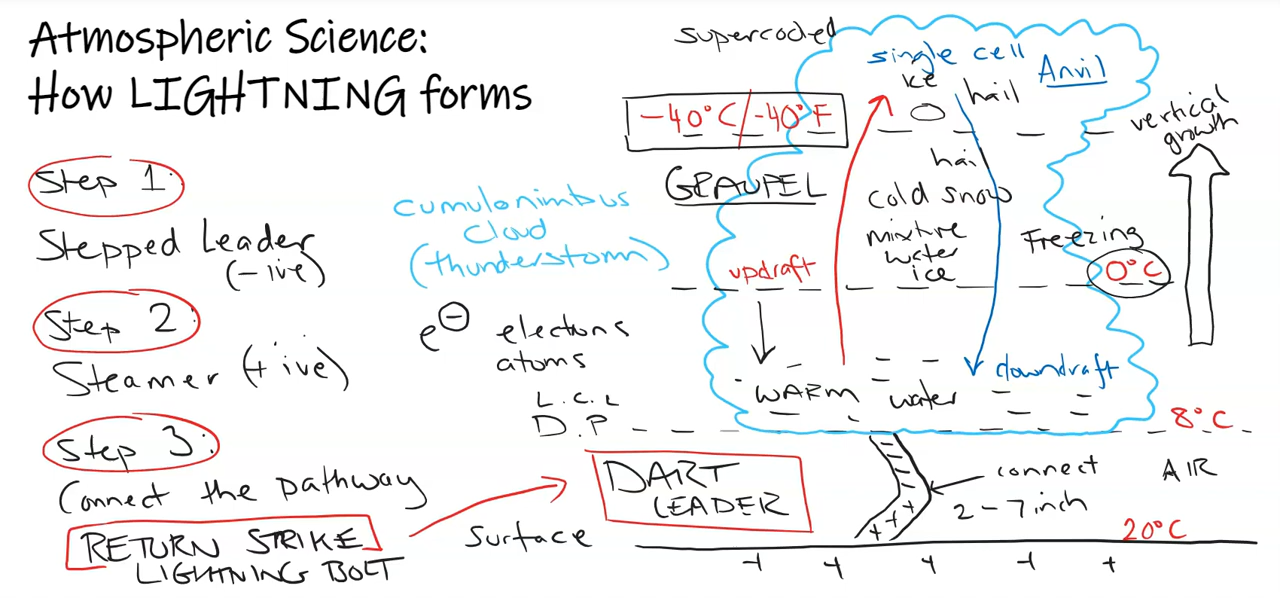 Atmospheric Science:
How LIGHTNING forms
Step 1:
Stepped Leader
(-ive)
Step 2:
Steamer (+ive)
Step 3:
Connect the pathway
RETURN STRIKE
LIGHTNING BOLT
cumulonimbus
cloud
(thunderstomn)
e⊖ elections
atoms
L.C.L
D.P
Surface
DART
LEADER
supercooled
-40°C/-40°F
GRAUPEL
single cell
ice
hail
Anvil
vertical
growth
hail
cold snow
mixture
water
ice
Freezing
0°C
updraft
downdraft
WARM water
8°C
connect
2-7 inch
AIR
20°C
+ + + + + +
+ +